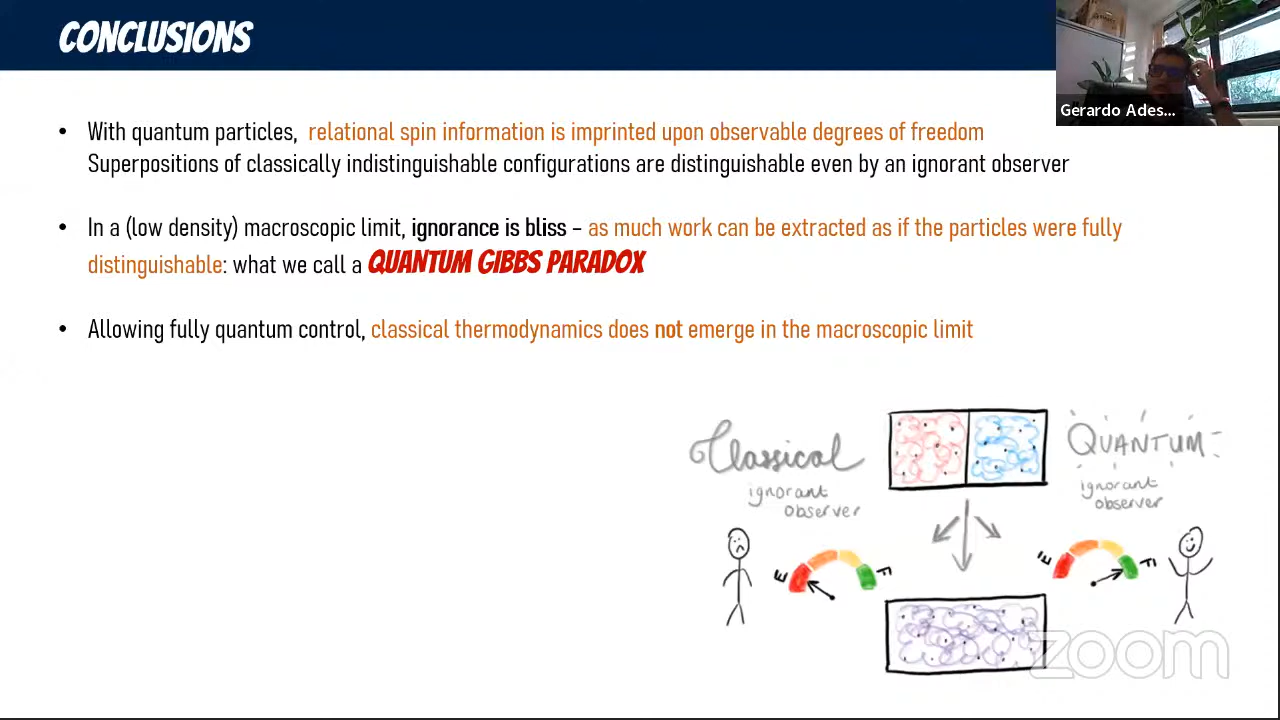 CONCLUSIONS
Gerardo Ades...
• With quantum particles, relational spin information is imprinted upon observable degrees of freedom
Superpositions of classically indistinguishable configurations are distinguishable even by an ignorant observer
• In a (low density) macroscopic limit, ignorance is bliss – as much work can be extracted as if the particles were fully
distinguishable: what we call a QUANTUM GIBBS PARADOX
• Allowing fully quantum control, classical thermodynamics does not emerge in the macroscopic limit
Classical
ignorant
observer
QUANTUM
ignorant
observer
E F
E F
zoom